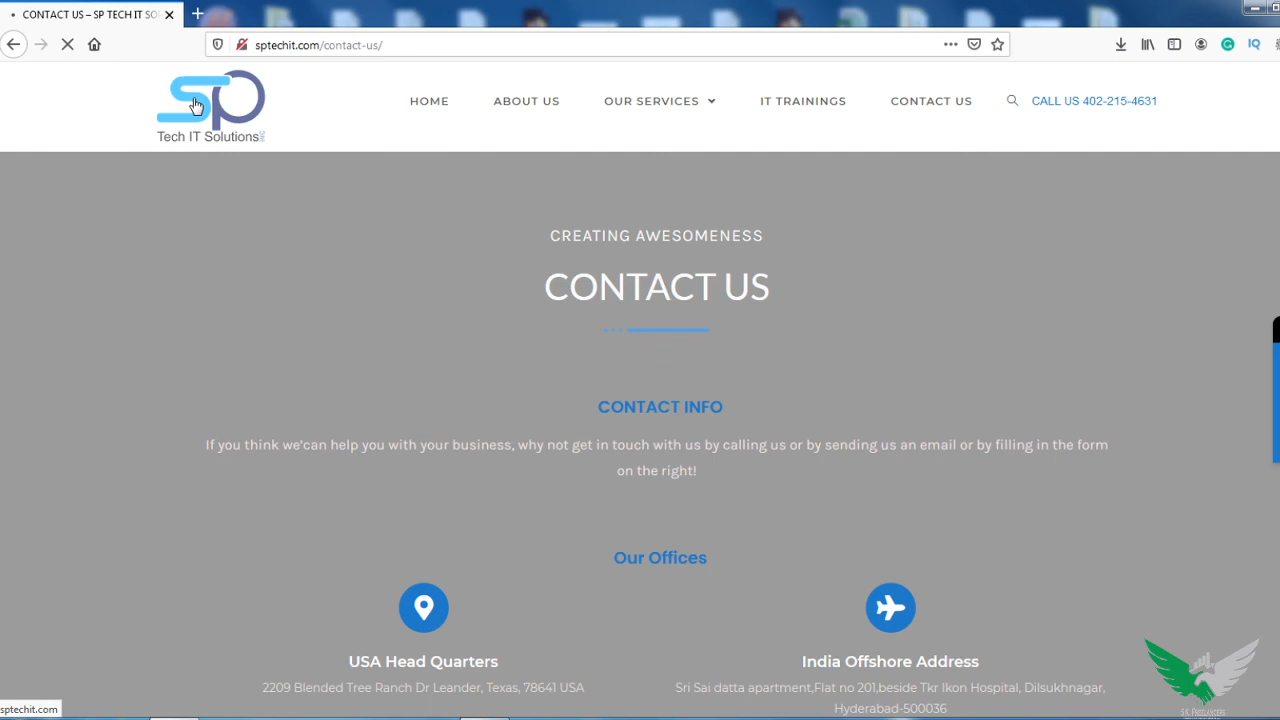 CONTACT US – SP TECH IT SO
sptechit.com/contact-us/
sp
Tech IT Solutions INC
HOME
ABOUT US
OUR SERVICES
IT TRAININGS
CONTACT US
CALL US 402-215-4631
CREATING AWESOMENESS
CONTACT US
CONTACT INFO
If you think we'can help you with your business, why not get in touch with us by calling us or by sending us an email or by filling in the form
on the right!
Our Offices
USA Head Quarters
India Offshore Address
2209 Blended Tree Ranch Dr Leander, Texas, 78641 USA
Sri Sai datta apartment,Flat no 201,beside Tkr Ikon Hospital, Dilsukhnagar,
Hyderabad-500036
sptechit.com
IQ